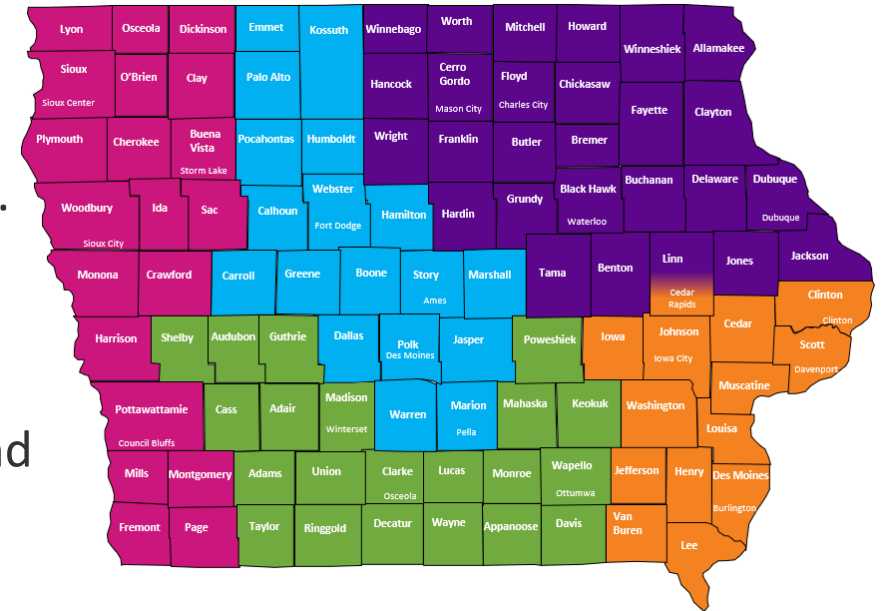 Lyon
Osceola
Dickinson
Emmet
Kossuth
Winnebago
Worth
Mitchell
Howard
Winneshiek
Allamakee
Sioux
Sioux Center
O'Brien
Clay
Palo Alto
Hancock
Cerro
Gordo
Mason City
Floyd
Charles City
Chickasaw
Fayette
Clayton
Plymouth
Cherokee
Buena
Vista
Storm Lake
Pocahontas
Humboldt
Wright
Franklin
Butler
Bremer
.
Woodbury
Sioux City
Ida
Sac
Calhoun
Webster
Fort Dodge
Hamilton
Hardin
Grundy
Black Hawk
Waterloo
Buchanan
Delaware
Dubuque
Dubuque
Monona
Crawford
Carroll
Greene
Boone
Story
Ames
Marshall
Tama
Benton
Linn
Cedar
Rapids
Jones
Jackson
Clinton
Clinton
Harrison
Shelby
Audubon
Guthrie
Dallas
Polk
Des Moines
Jasper
Poweshiek
Iowa
Johnson
Iowa City
Cedar
Scott
Davenport
Muscatine
Pottawattamie
Council Bluffs
Cass
Adair
Madison
Winterset
Warren
Marion
Pella
Mahaska
Keokuk
Washington
Louisa
nd
Mills
Montgomery
Adams
Union
Clarke
Osceola
Lucas
Monroe
Wapello
Ottumwa
Jefferson
Henry
Des Moines
Burlington
Fremont
Page
Taylor
Ringgold
Decatur
Wayne
Appanoose
Davis
Van
Buren
Lee